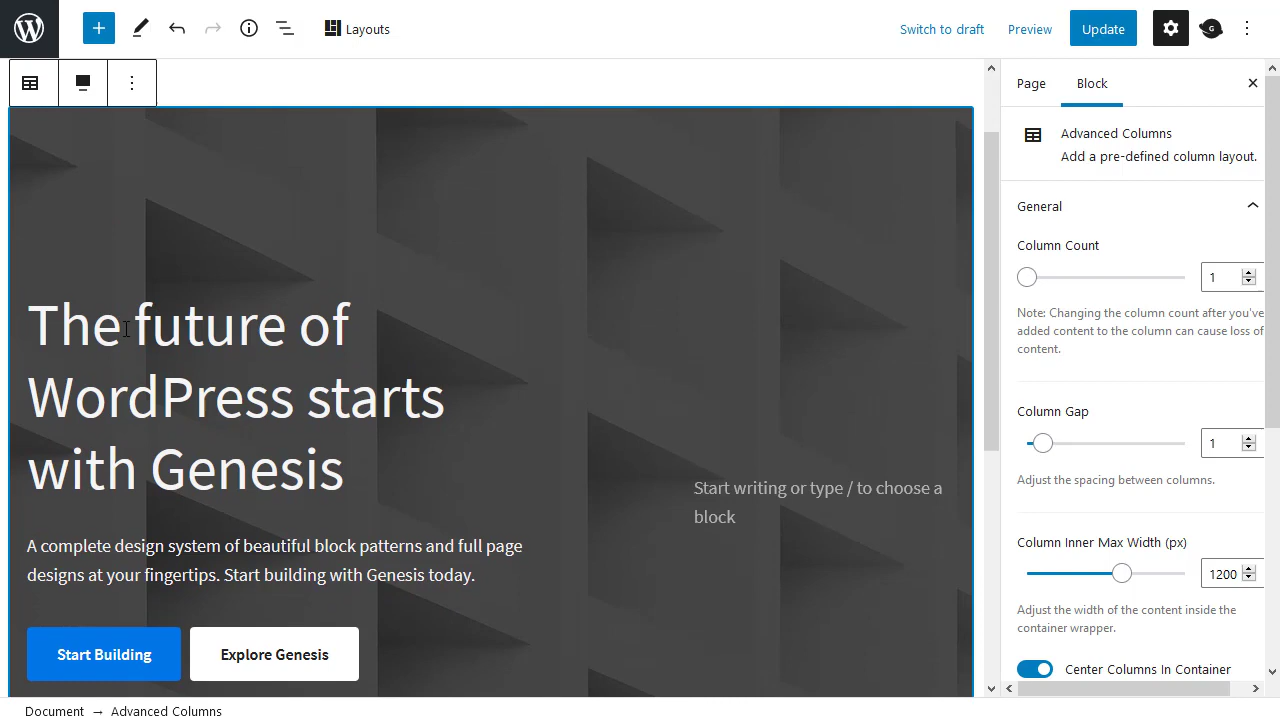 Layouts
Switch to draft
Preview
Update
G
Page
Block
Advanced Columns
Add a pre-defined column layout.
General
Column Count
1
Note: Changing the column count after you've
added content to the column can cause loss of
content.
Column Gap
1
Adjust the spacing between columns.
Column Inner Max Width (px)
1200
Adjust the width of the content inside the
container wrapper.
Center Columns In Container
The future of
WordPress starts
with Genesis
Start writing or type / to choose a
block
A complete design system of beautiful block patterns and full page
designs at your fingertips. Start building with Genesis today.
Start Building
Explore Genesis
Document → Advanced Columns